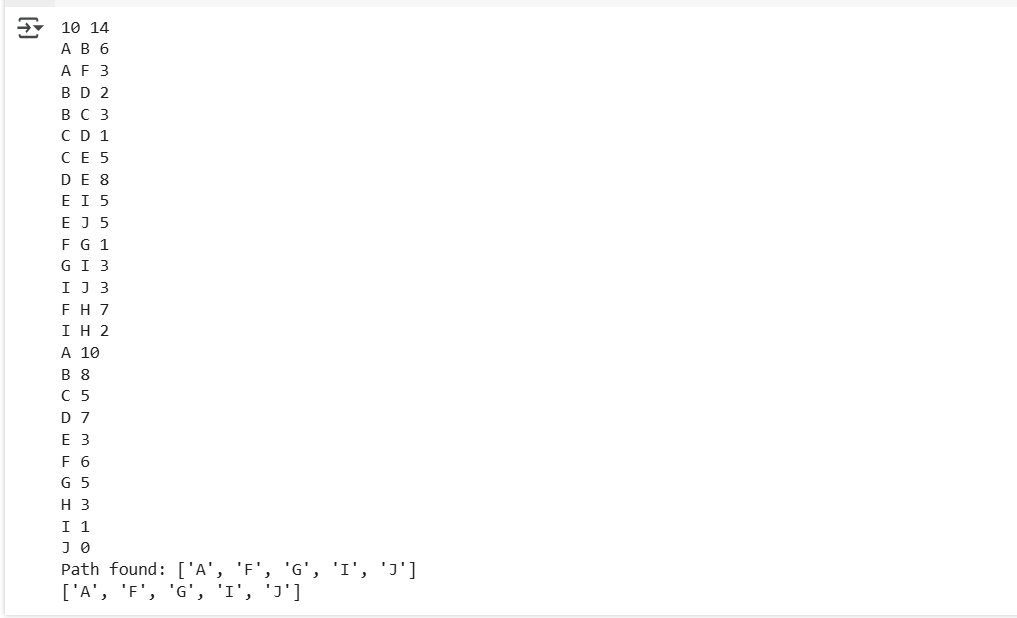 10 14
A B 6
A F 3
B D 2
B C 3
C D 1
C E 5
D E 8
E I 5
E J 5
F G 1
G I 3
I J 3
F H 7
I H 2
A 10
B 8
C 5
D 7
E 3
F 6
G 5
H 3
I 1
J 0
Path found: ['A', 'F', 'G', 'I', 'J']
['A', 'F', 'G', 'I', 'J']